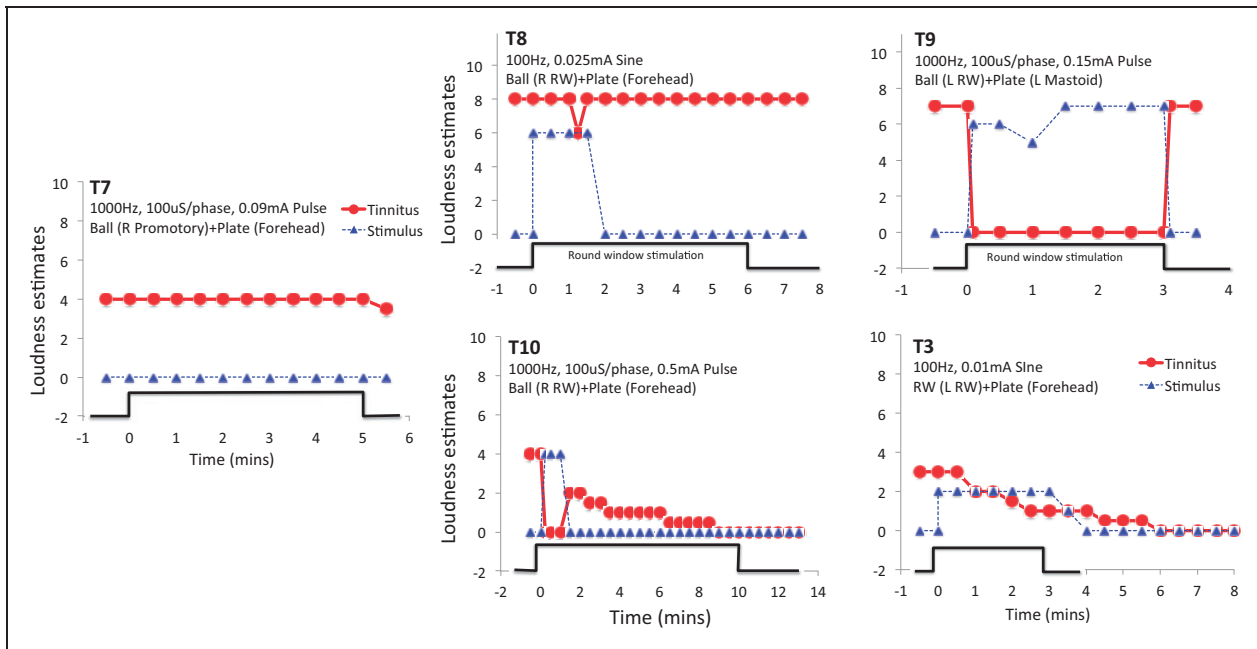 T7
1000Hz, 100uS/phase, 0.09mA Pulse
Ball (R Promotory)+Plate (Forehead)
Tinnitus
Stimulus
Loudness estimates
10
8
6
4
2
0
-2
-1 0 1 2 3 4 5 6
Time (mins)
T8
100Hz, 0.025mA Sine
Ball (R RW)+Plate (Forehead)
Loudness estimates
10
8
6
4
2
0
-2
Round window stimulation
-1 0 1 2 3 4 5 6 7 8
T9
1000Hz, 100uS/phase, 0.15mA Pulse
Ball (L RW)+Plate (L Mastoid)
10
8
6
4
2
0
-2
Round window stimulation
-1 0 1 2 3 4
T10
1000Hz, 100uS/phase, 0.5mA Pulse
Ball (R RW)+Plate (Forehead)
Loudness estimates
10
8
6
4
2
0
-2
-2 0 2 4 6 8 10 12 14
Time (mins)
T3
100Hz, 0.01mA SIne
RW (L RW)+Plate (Forehead)
Tinnitus
Stimulus
10
8
6
4
2
0
-2
-1 0 1 2 3 4 5 6 7 8
Time (mins)